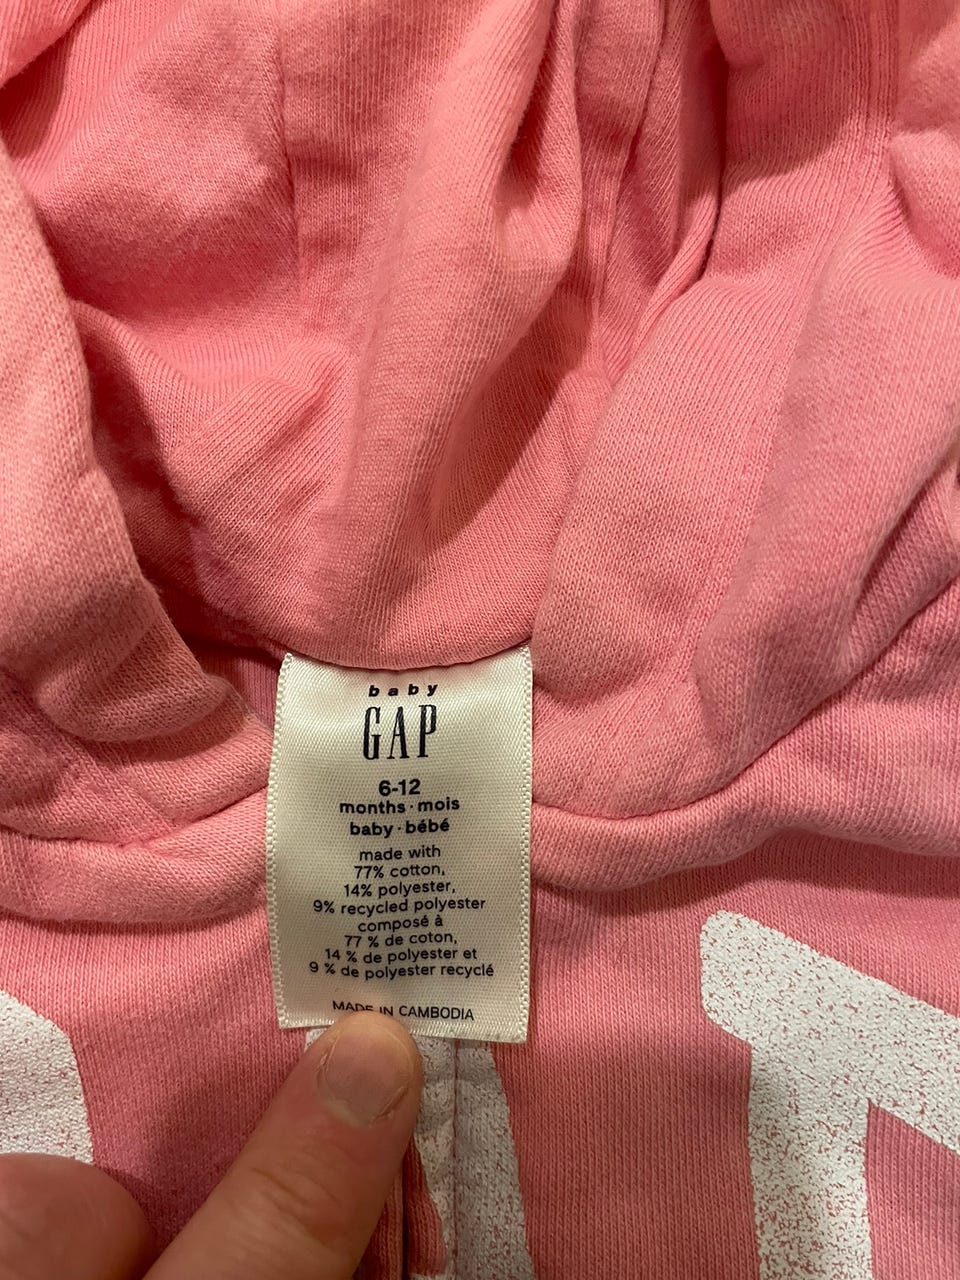 baby
GAP
6-12
months · mois
baby · bébé
made with
77% cotton,
14% polyester,
9% recycled polyester
composé à
77 % de coton,
14 % de polyester et
9 % de polyester recyclé
MADE IN CAMBODIA